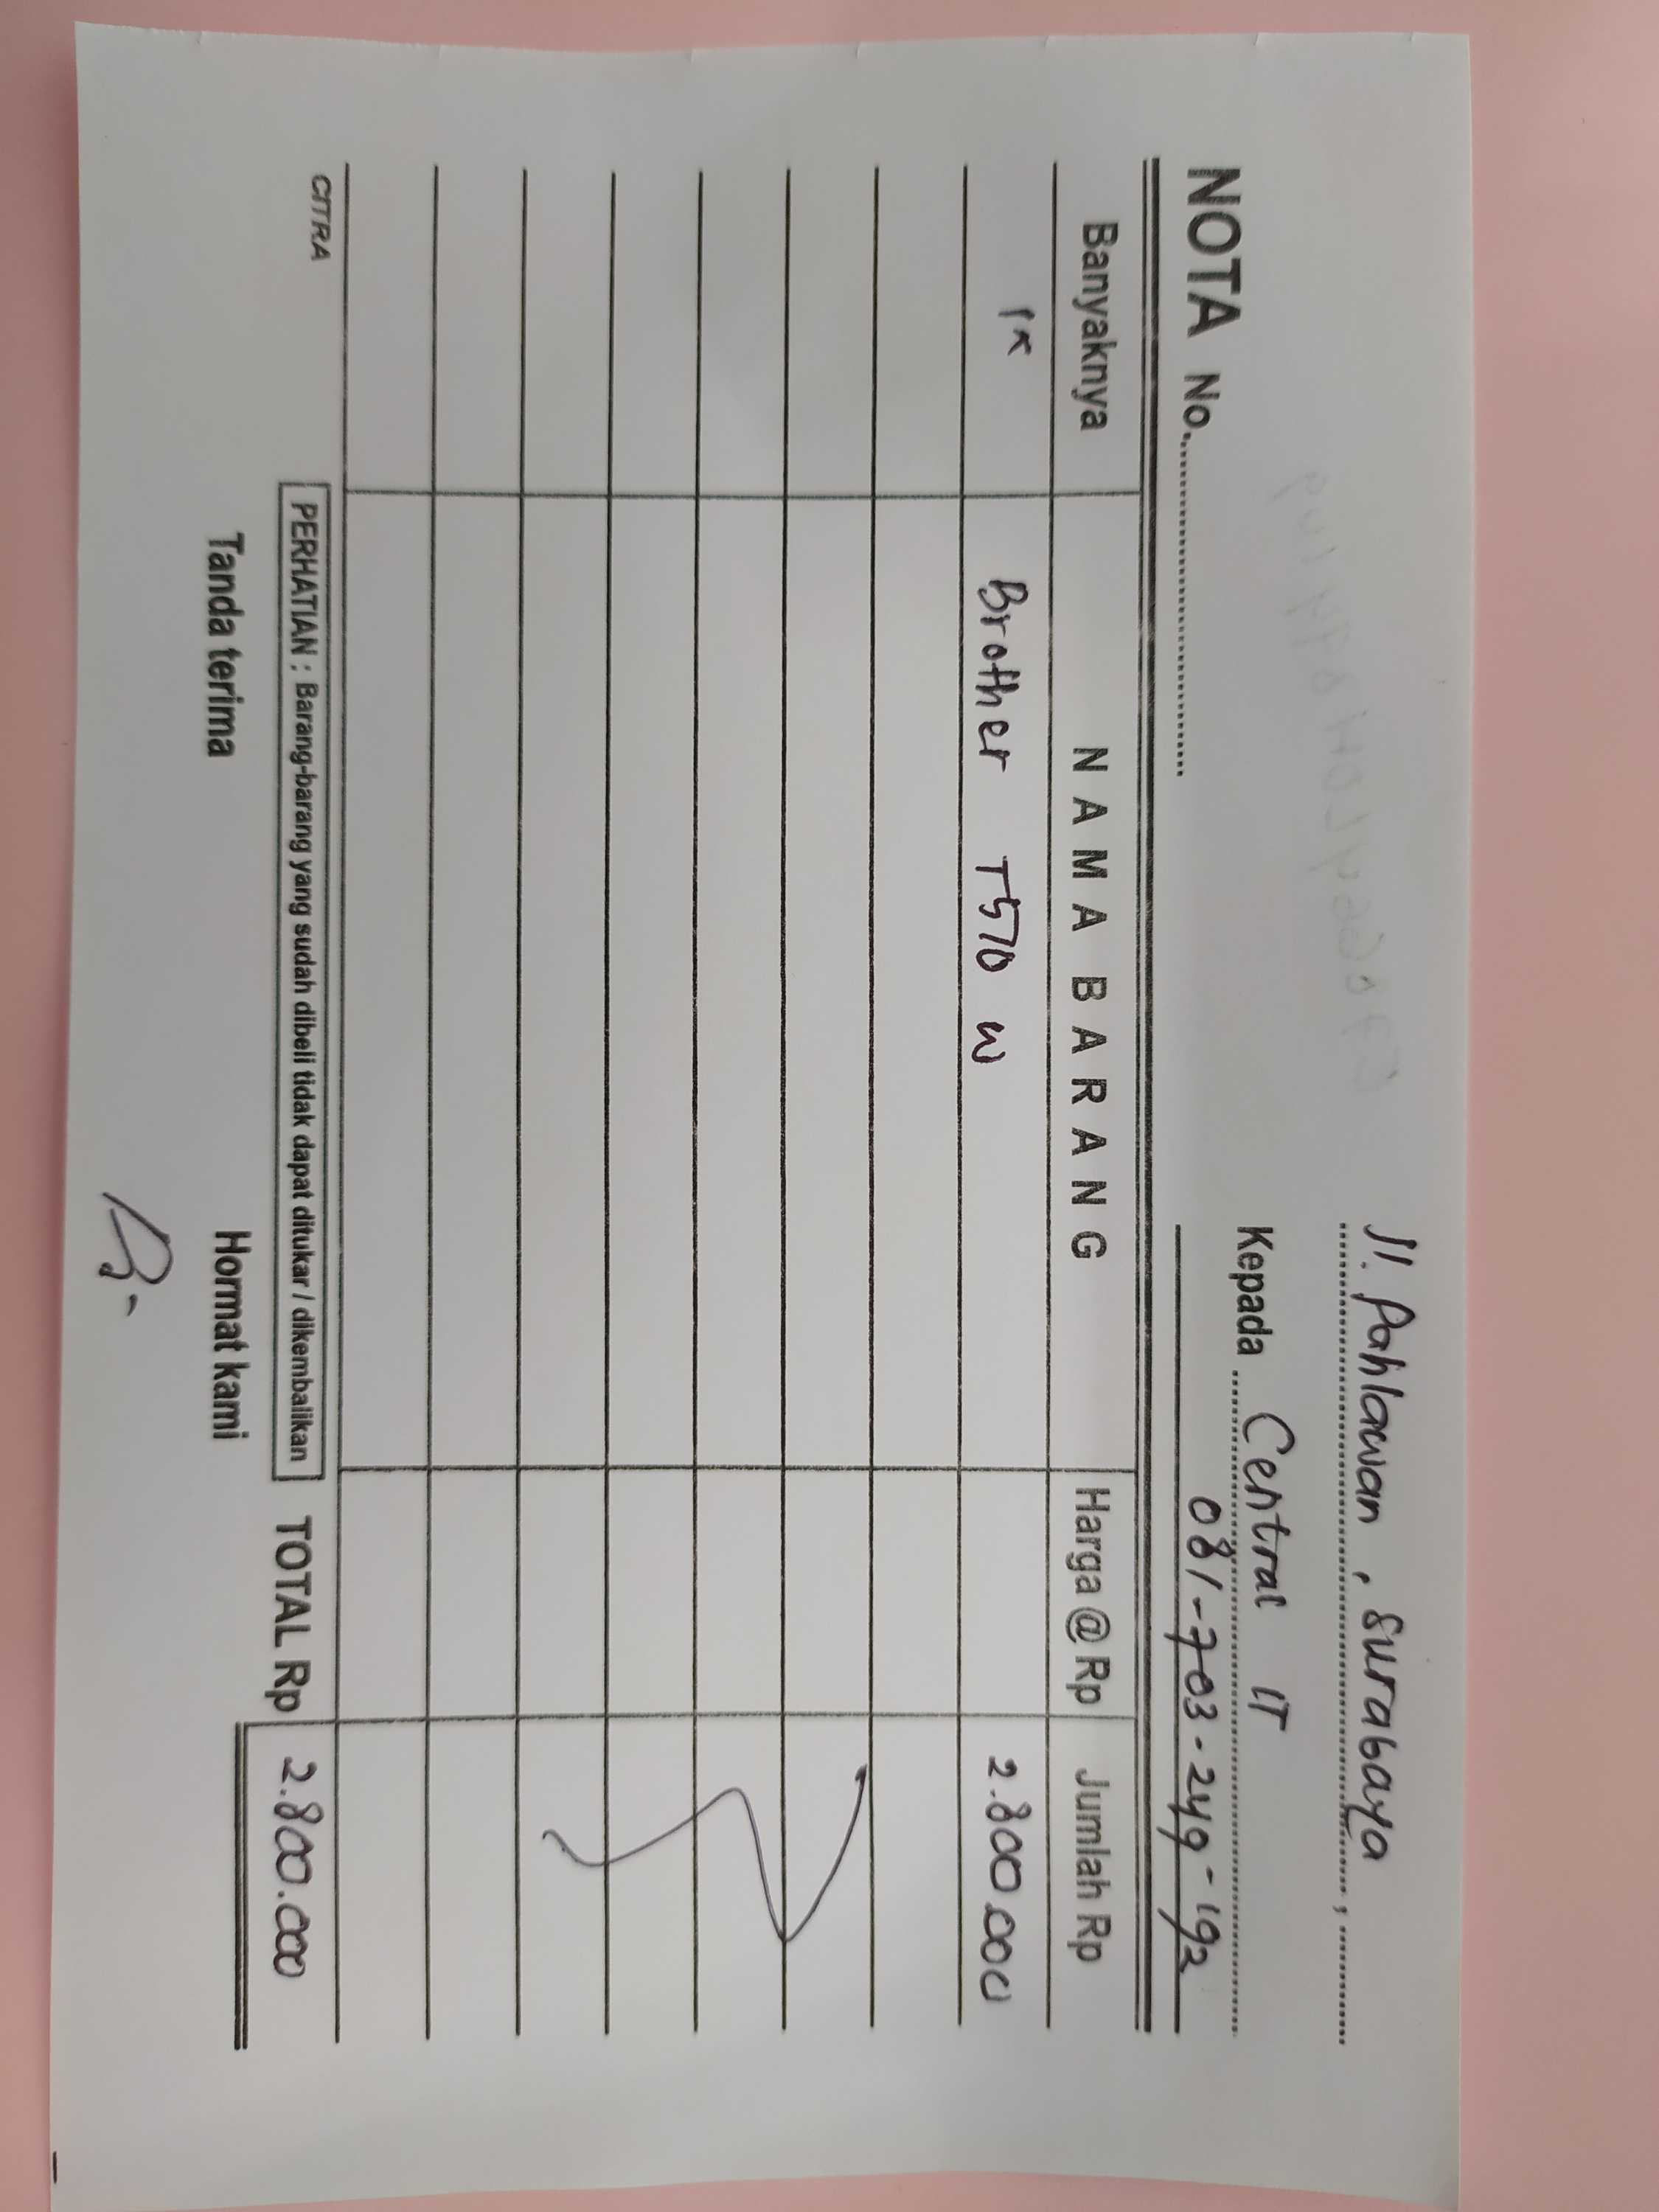 Jl. Pahlawan, Surabaya
NOTA No.
Kepada Central IT
081-703-249-192
Banyaknya NAMA BARANG Harga @ Rp Jumlah Rp
1x Brother T570 W 2.800.000
CITRA
PERHATIAN : Barang-barang yang sudah dibeli tidak dapat ditukar / dikembalikan
TOTAL Rp 2.800.000
Tanda terima Hormat kami